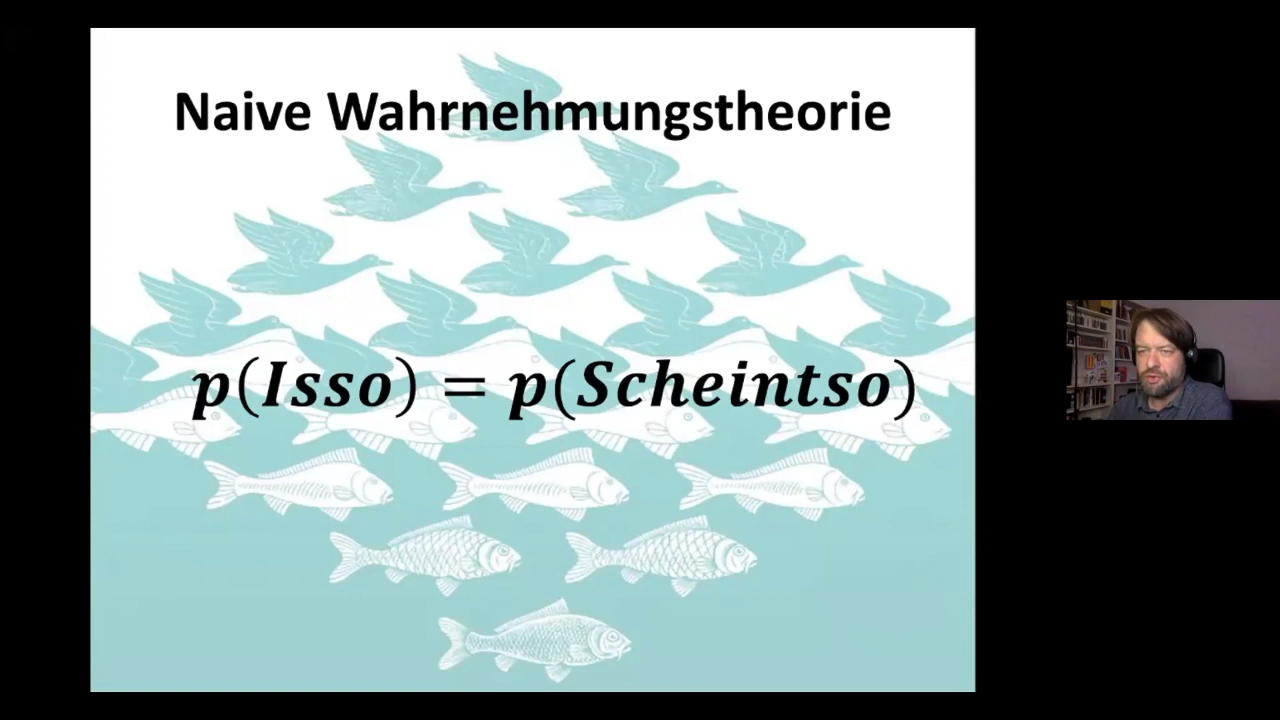 Naive Wahrnehmungstheorie
p(Isso) = p(Scheintso)